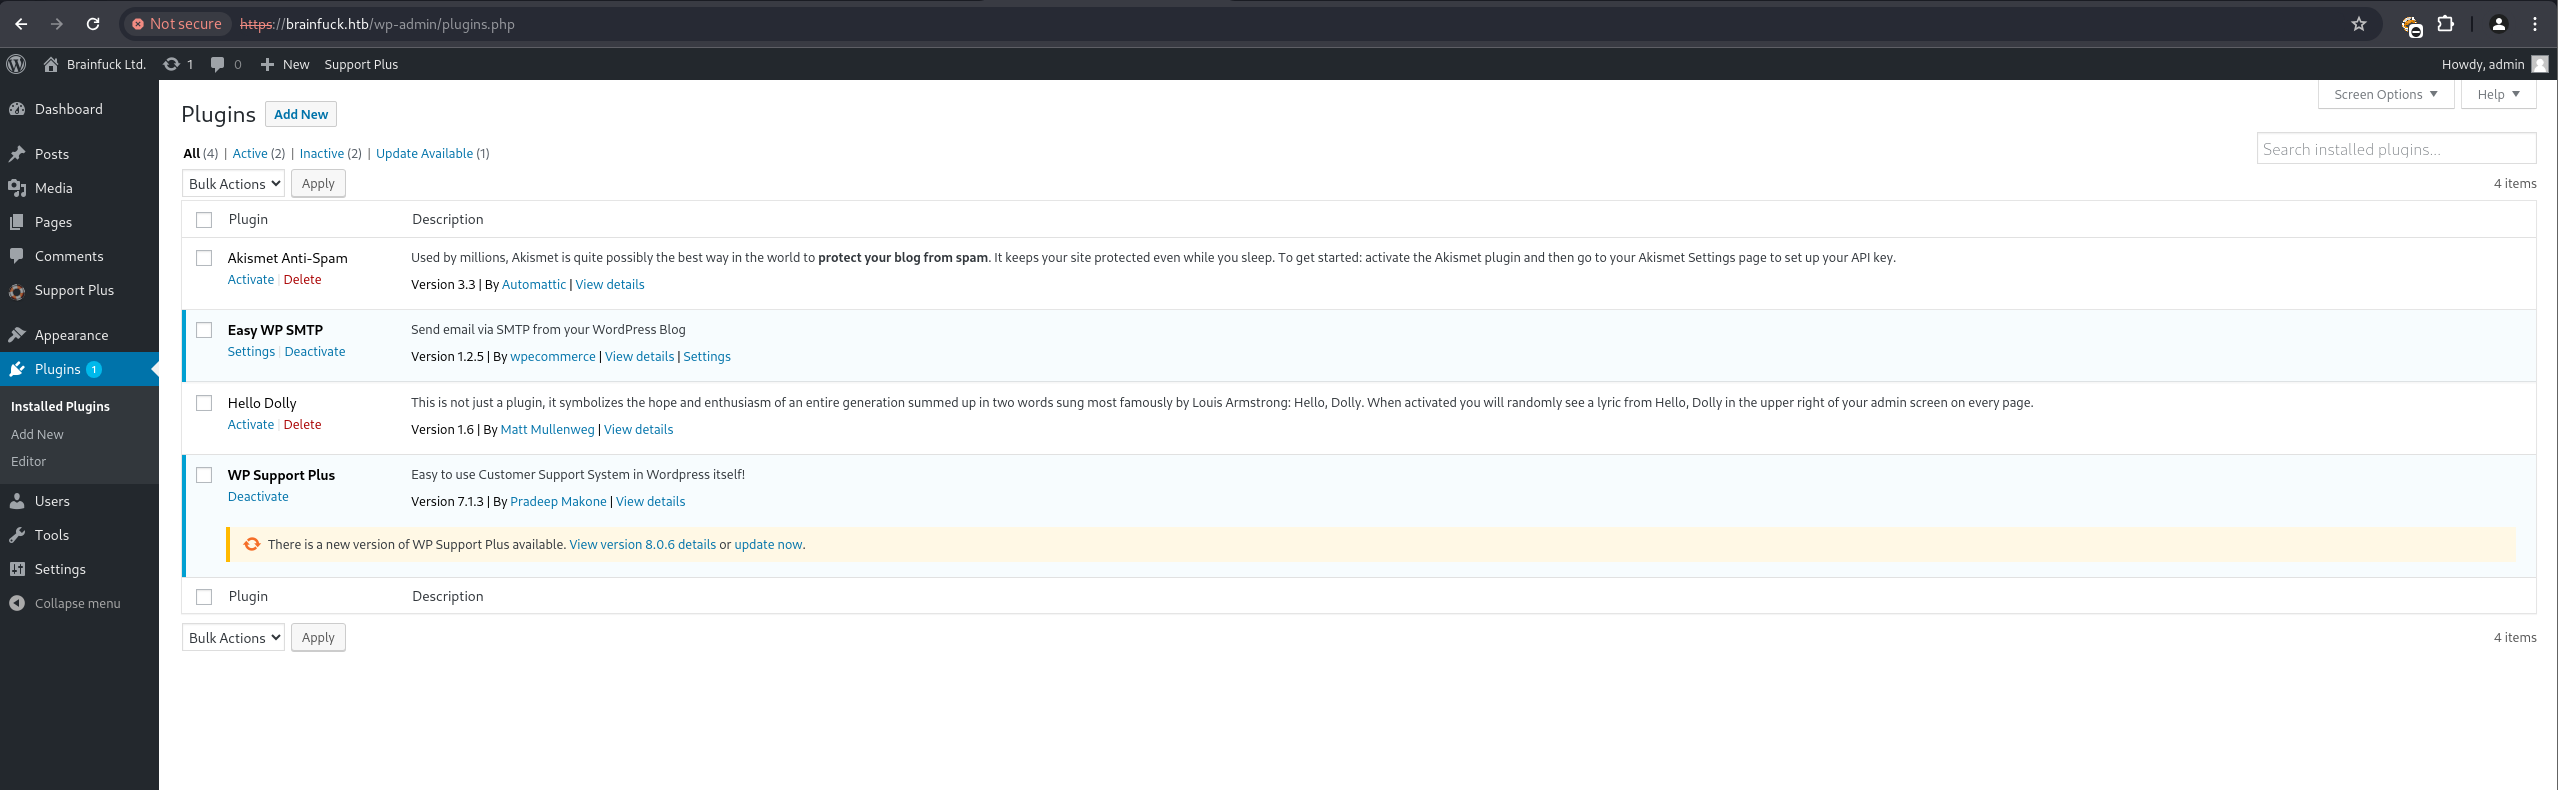 Not secure https://brainfuck.htb/wp-admin/plugins.php
Brainfuck Ltd. 1 0 New Support Plus Howdy, admin
Dashboard
Posts
Media
Pages
Comments
Support Plus
Appearance
Plugins 1
Installed Plugins
Add New
Editor
Users
Tools
Settings
Collapse menu
Screen Options Help
Plugins Add New
All (4) | Active (2) | Inactive (2) | Update Available (1)
Search installed plugins...
Bulk Actions Apply
4 items
Plugin Description
Akismet Anti-Spam
Activate | Delete
Used by millions, Akismet is quite possibly the best way in the world to protect your blog from spam. It keeps your site protected even while you sleep. To get started: activate the Akismet plugin and then go to your Akismet Settings page to set up your API key.
Version 3.3 | By Automattic | View details
Easy WP SMTP
Settings | Deactivate
Send email via SMTP from your WordPress Blog
Version 1.2.5 | By wpecommerce | View details | Settings
Hello Dolly
Activate | Delete
This is not just a plugin, it symbolizes the hope and enthusiasm of an entire generation summed up in two words sung most famously by Louis Armstrong: Hello, Dolly. When activated you will randomly see a lyric from Hello, Dolly in the upper right of your admin screen on every page.
Version 1.6 | By Matt Mullenweg | View details
WP Support Plus
Deactivate
Easy to use Customer Support System in Wordpress itself!
Version 7.1.3 | By Pradeep Makone | View details
There is a new version of WP Support Plus available. View version 8.0.6 details or update now.
Plugin Description
Bulk Actions Apply
4 items